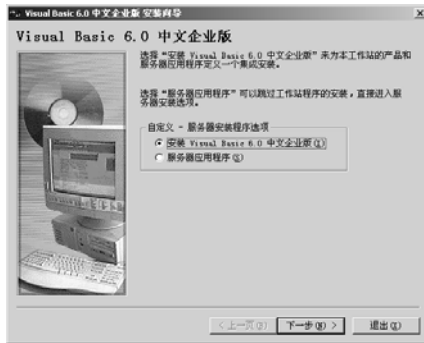 Visual Basic 6.0 中文企业版 安装向导
Visual Basic 6.0 中文企业版
选择“安装 Visual Basic 6.0 中文企业版”来为本工作站的产品和
服务器应用程序定义一个集成安装。
选择“服务器应用程序”可以跳过工作站程序的安装，直接进入服
务器安装选项。
自定义 - 服务器安装程序选项
安装 Visual Basic 6.0 中文企业版(I)
服务器应用程序(S)
<上一页(B) 下一步(N) > 退出(X)